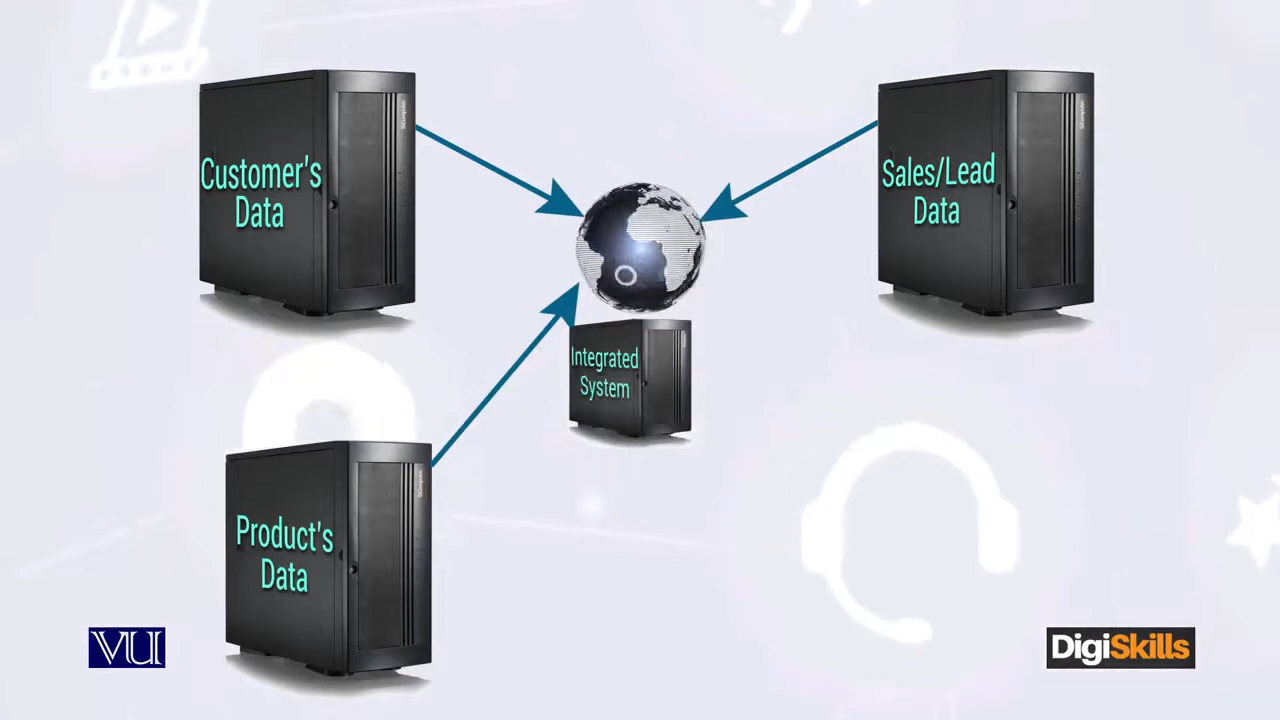 Customer's
Data
Sales/Lead
Data
Integrated
System
Product's
Data
VU
DigiSkills